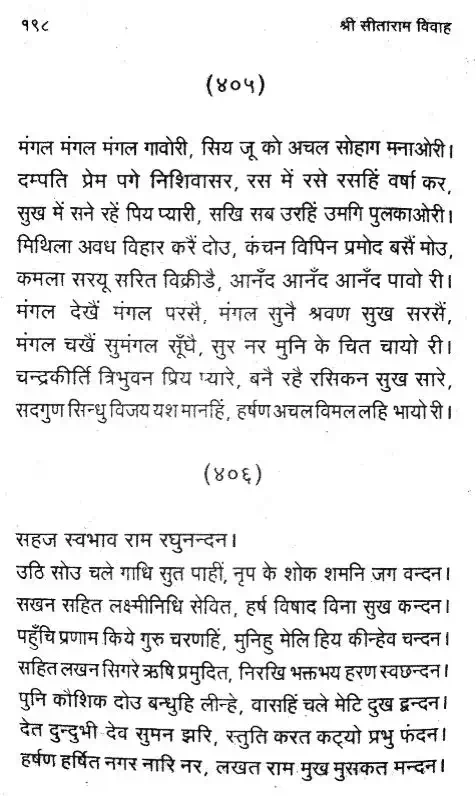 १९८ श्री सीताराम विवाह
(४०५)
मंगल मंगल मंगल गावोरी, सिय जू को अचल सोहाग मनाओरी।
दम्पति प्रेम पगे निशिवासर, रस में रसे रसहिं वर्षा कर,
सुख में सने रहें पिय प्यारी, सखि सब उरहिं उमगि पुलकाओरी।
मिथिला अवध विहार करैं दोउ, कंचन विपिन प्रमोद बसैं मोउ,
कमला सरयू सरित विक्रीडै, आनँद आनँद आनँद पावो री।
मंगल देखैं मंगल परसै, मंगल सुनै श्रवण सुख सरसैं,
मंगल चखैं सुमंगल सूँघै, सुर नर मुनि के चित चायो री।
चन्द्रकीर्ति त्रिभुवन प्रिय प्यारे, बनै रहै रसिकन सुख सारे,
सदगुण सिन्धु विजय यश मानहिं, हर्षण अचल विमल लहि भायो री।
(४०६)
सहज स्वभाव राम रघुनन्दन।
उठि सोउ चले गाधि सुत पाहीं, नृप के शोक शमनि जग वन्दन।
सखन सहित लक्ष्मीनिधि सेवित, हर्ष विषाद विना सुख कन्दन।
पहुँचि प्रणाम किये गुरु चरणहिं, मुनिहु मेलि हिय कीन्हेव चन्दन।
सहित लखन सिगरे ऋषि प्रमुदित, निरखि भक्तभय हरण स्वछन्दन।
पुनि कौशिक दोउ बन्धुहि लीन्हे, वासहिं चले मेटि दुख द्वन्दन।
देत दुन्दुभी देव सुमन झरि, स्तुति करत कट्यो प्रभु फंदन।
हर्षण हर्षित नगर नारि नर, लखत राम मुख मुसकत मन्दन।